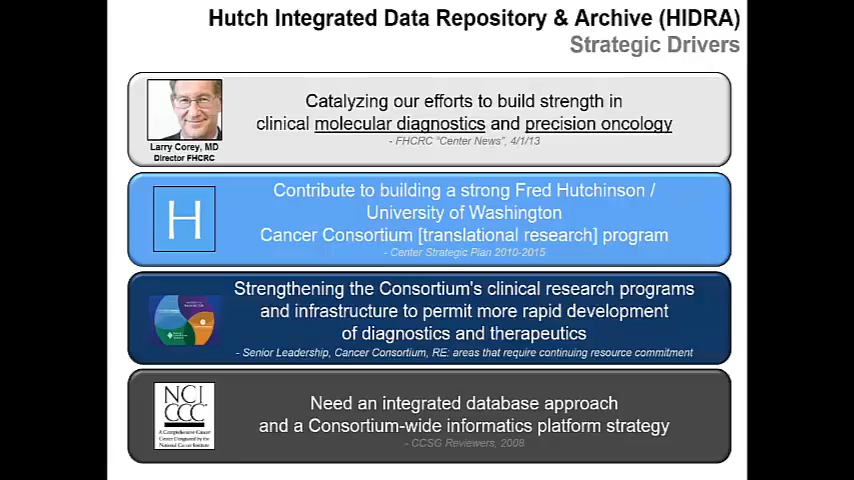 Hutch Integrated Data Repository & Archive (HIDRA)
Strategic Drivers
Catalyzing our efforts to build strength in
clinical molecular diagnostics and precision oncology
- FHCRC "Center News", 4/1/13
Larry Corey, MD
Director FHCRC
H
Contribute to building a strong Fred Hutchinson /
University of Washington
Cancer Consortium [translational research] program
- Center Strategic Plan 2010-2015
Strengthening the Consortium's clinical research programs
and infrastructure to permit more rapid development
of diagnostics and therapeutics
- Senior Leadership, Cancer Consortium, RE: areas that require continuing resource commitment
NCI
CCC
A Comprehensive Cancer
Center Designated by the
National Cancer Institute
Need an integrated database approach
and a Consortium-wide informatics platform strategy
- CCSG Reviewers, 2008